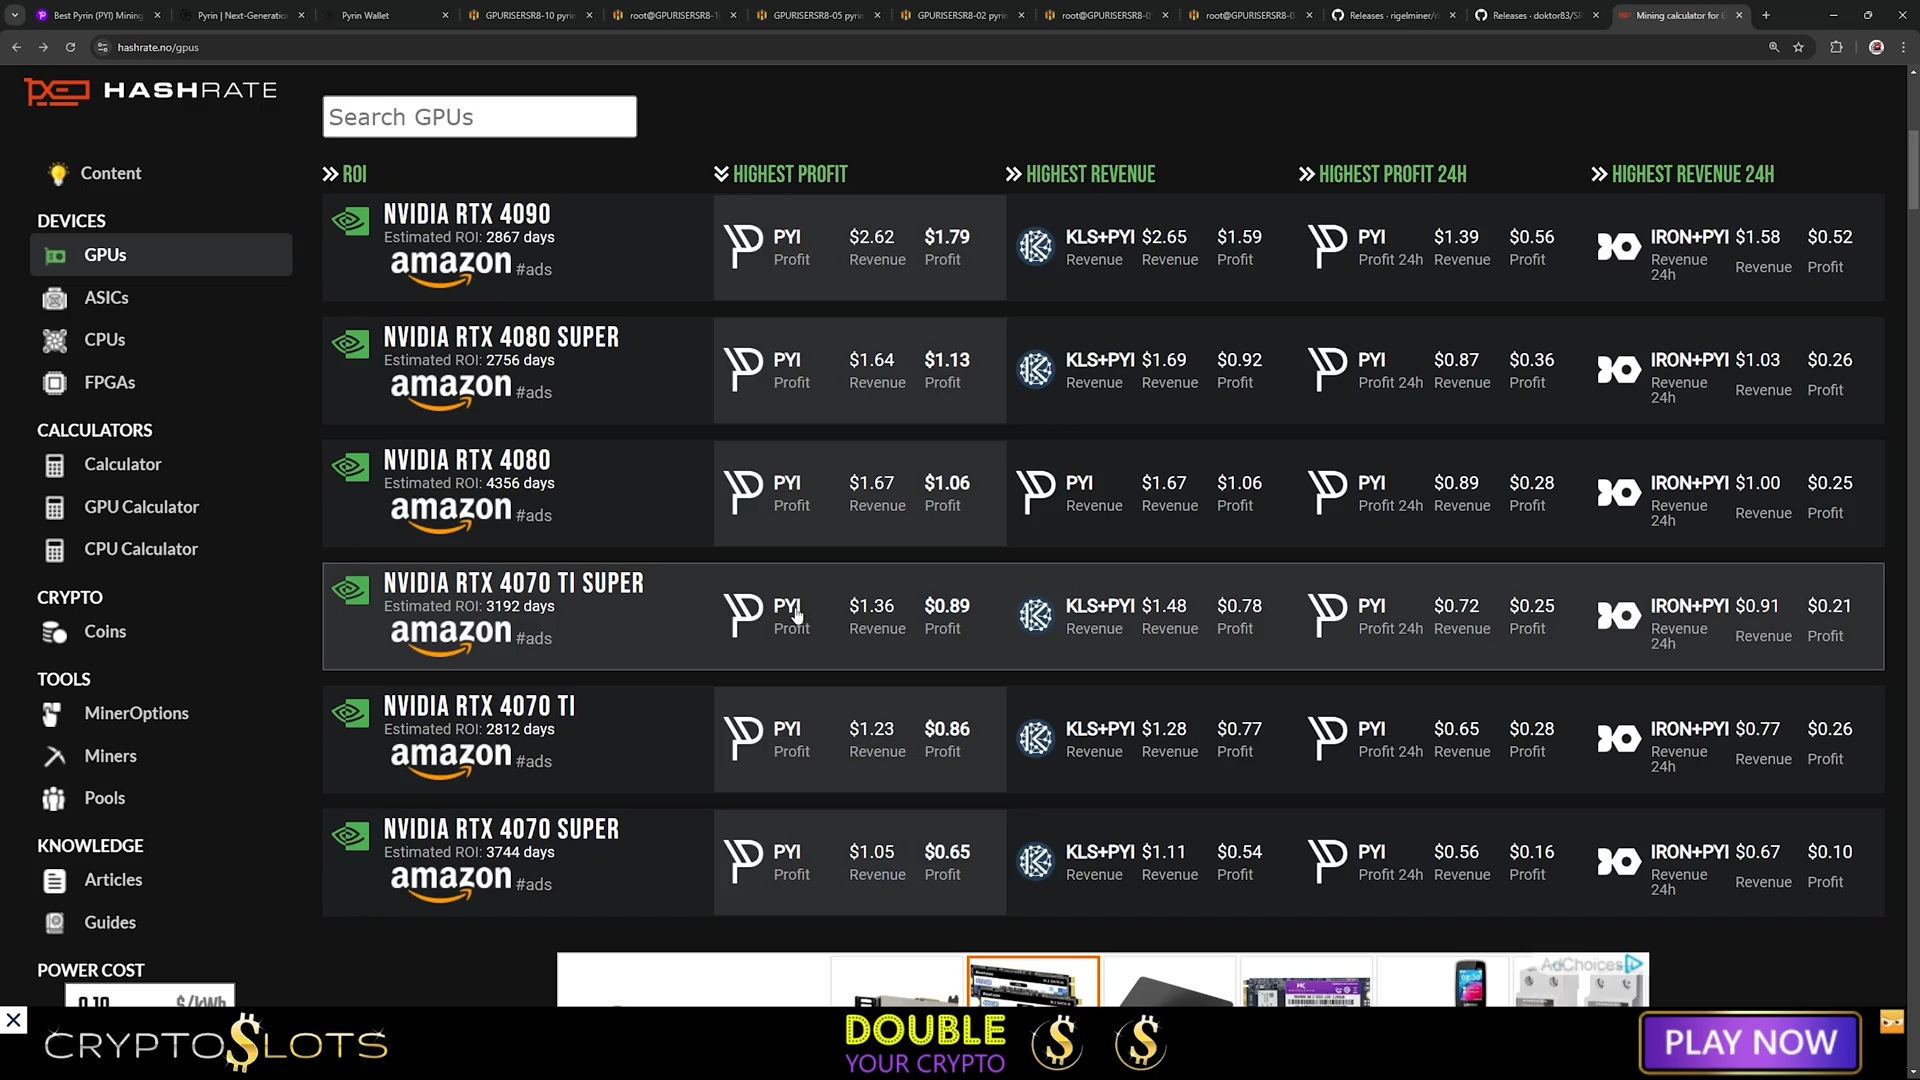 Best Pyrin (PYI) Mining
Pyrin | Next-Generatio
Pyrin Wallet
GPURISERSR8-10 pyrin
root@GPURISERSR8-1
GPURISERSR8-05 pyrin
GPURISERSR8-02 pyrin
root@GPURISERSR8-0
root@GPURISERSR8-0
Releases · rigelminer/r
Releases · doktor83/SR
Mining calculator for G
hashrate.no/gpus
HASHRATE
Search GPUs
Content
DEVICES
GPUs
ASICs
CPUs
FPGAs
CALCULATORS
Calculator
GPU Calculator
CPU Calculator
CRYPTO
Coins
TOOLS
MinerOptions
Miners
Pools
KNOWLEDGE
Articles
Guides
POWER COST
0.10 $/kWh
ROI HIGHEST PROFIT HIGHEST REVENUE HIGHEST PROFIT 24H HIGHEST REVENUE 24H
NVIDIA RTX 4090
Estimated ROI: 2867 days
amazon #ads
PYI $2.62 $1.79
Profit Revenue Profit
KLS+PYI $2.65 $1.59
Revenue Revenue Profit
PYI $1.39 $0.56
Profit 24h Revenue Profit
IRON+PYI $1.58 $0.52
Revenue 24h Revenue Profit
NVIDIA RTX 4080 SUPER
Estimated ROI: 2756 days
amazon #ads
PYI $1.64 $1.13
Profit Revenue Profit
KLS+PYI $1.69 $0.92
Revenue Revenue Profit
PYI $0.87 $0.36
Profit 24h Revenue Profit
IRON+PYI $1.03 $0.26
Revenue 24h Revenue Profit
NVIDIA RTX 4080
Estimated ROI: 4356 days
amazon #ads
PYI $1.67 $1.06
Profit Revenue Profit
PYI $1.67 $1.06
Revenue Revenue Profit
PYI $0.89 $0.28
Profit 24h Revenue Profit
IRON+PYI $1.00 $0.25
Revenue 24h Revenue Profit
NVIDIA RTX 4070 TI SUPER
Estimated ROI: 3192 days
amazon #ads
PYI $1.36 $0.89
Profit Revenue Profit
KLS+PYI $1.48 $0.78
Revenue Revenue Profit
PYI $0.72 $0.25
Profit 24h Revenue Profit
IRON+PYI $0.91 $0.21
Revenue 24h Revenue Profit
NVIDIA RTX 4070 TI
Estimated ROI: 2812 days
amazon #ads
PYI $1.23 $0.86
Profit Revenue Profit
KLS+PYI $1.28 $0.77
Revenue Revenue Profit
PYI $0.65 $0.28
Profit 24h Revenue Profit
IRON+PYI $0.77 $0.26
Revenue 24h Revenue Profit
NVIDIA RTX 4070 SUPER
Estimated ROI: 3744 days
amazon #ads
PYI $1.05 $0.65
Profit Revenue Profit
KLS+PYI $1.11 $0.54
Revenue Revenue Profit
PYI $0.56 $0.16
Profit 24h Revenue Profit
IRON+PYI $0.67 $0.10
Revenue 24h Revenue Profit
AdChoices
CRYPTO$LOTS
DOUBLE
YOUR CRYPTO
PLAY NOW